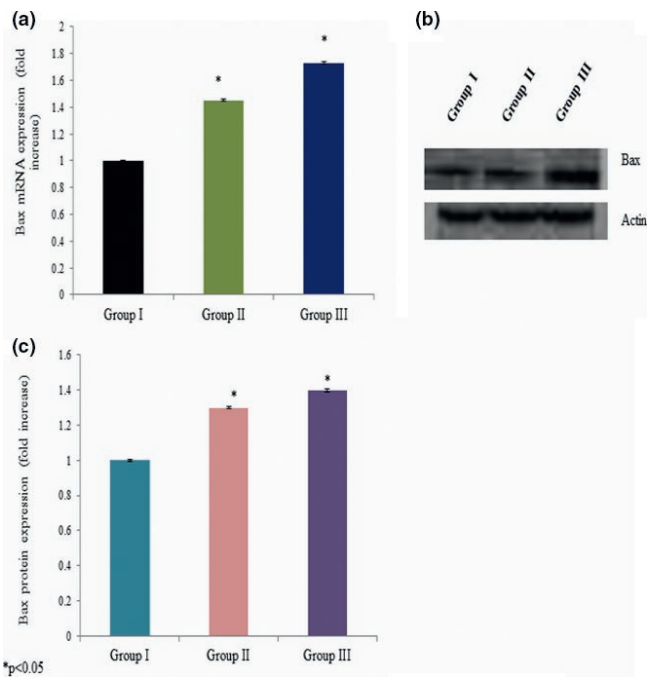 (a)
Bax mRNA expression (fold
increase)
2
1.8
1.6
1.4
1.2
1
0.8
0.6
0.4
0.2
0
*
*
Group I
Group II
Group III
(b)
Group I
Group II
Group III
Bax
Actin
(c)
Bax protein expression (fold increase)
1.6
1.4
1.2
1
0.8
0.6
0.4
0.2
0
*
*
Group I
Group II
Group III
*p<0.05